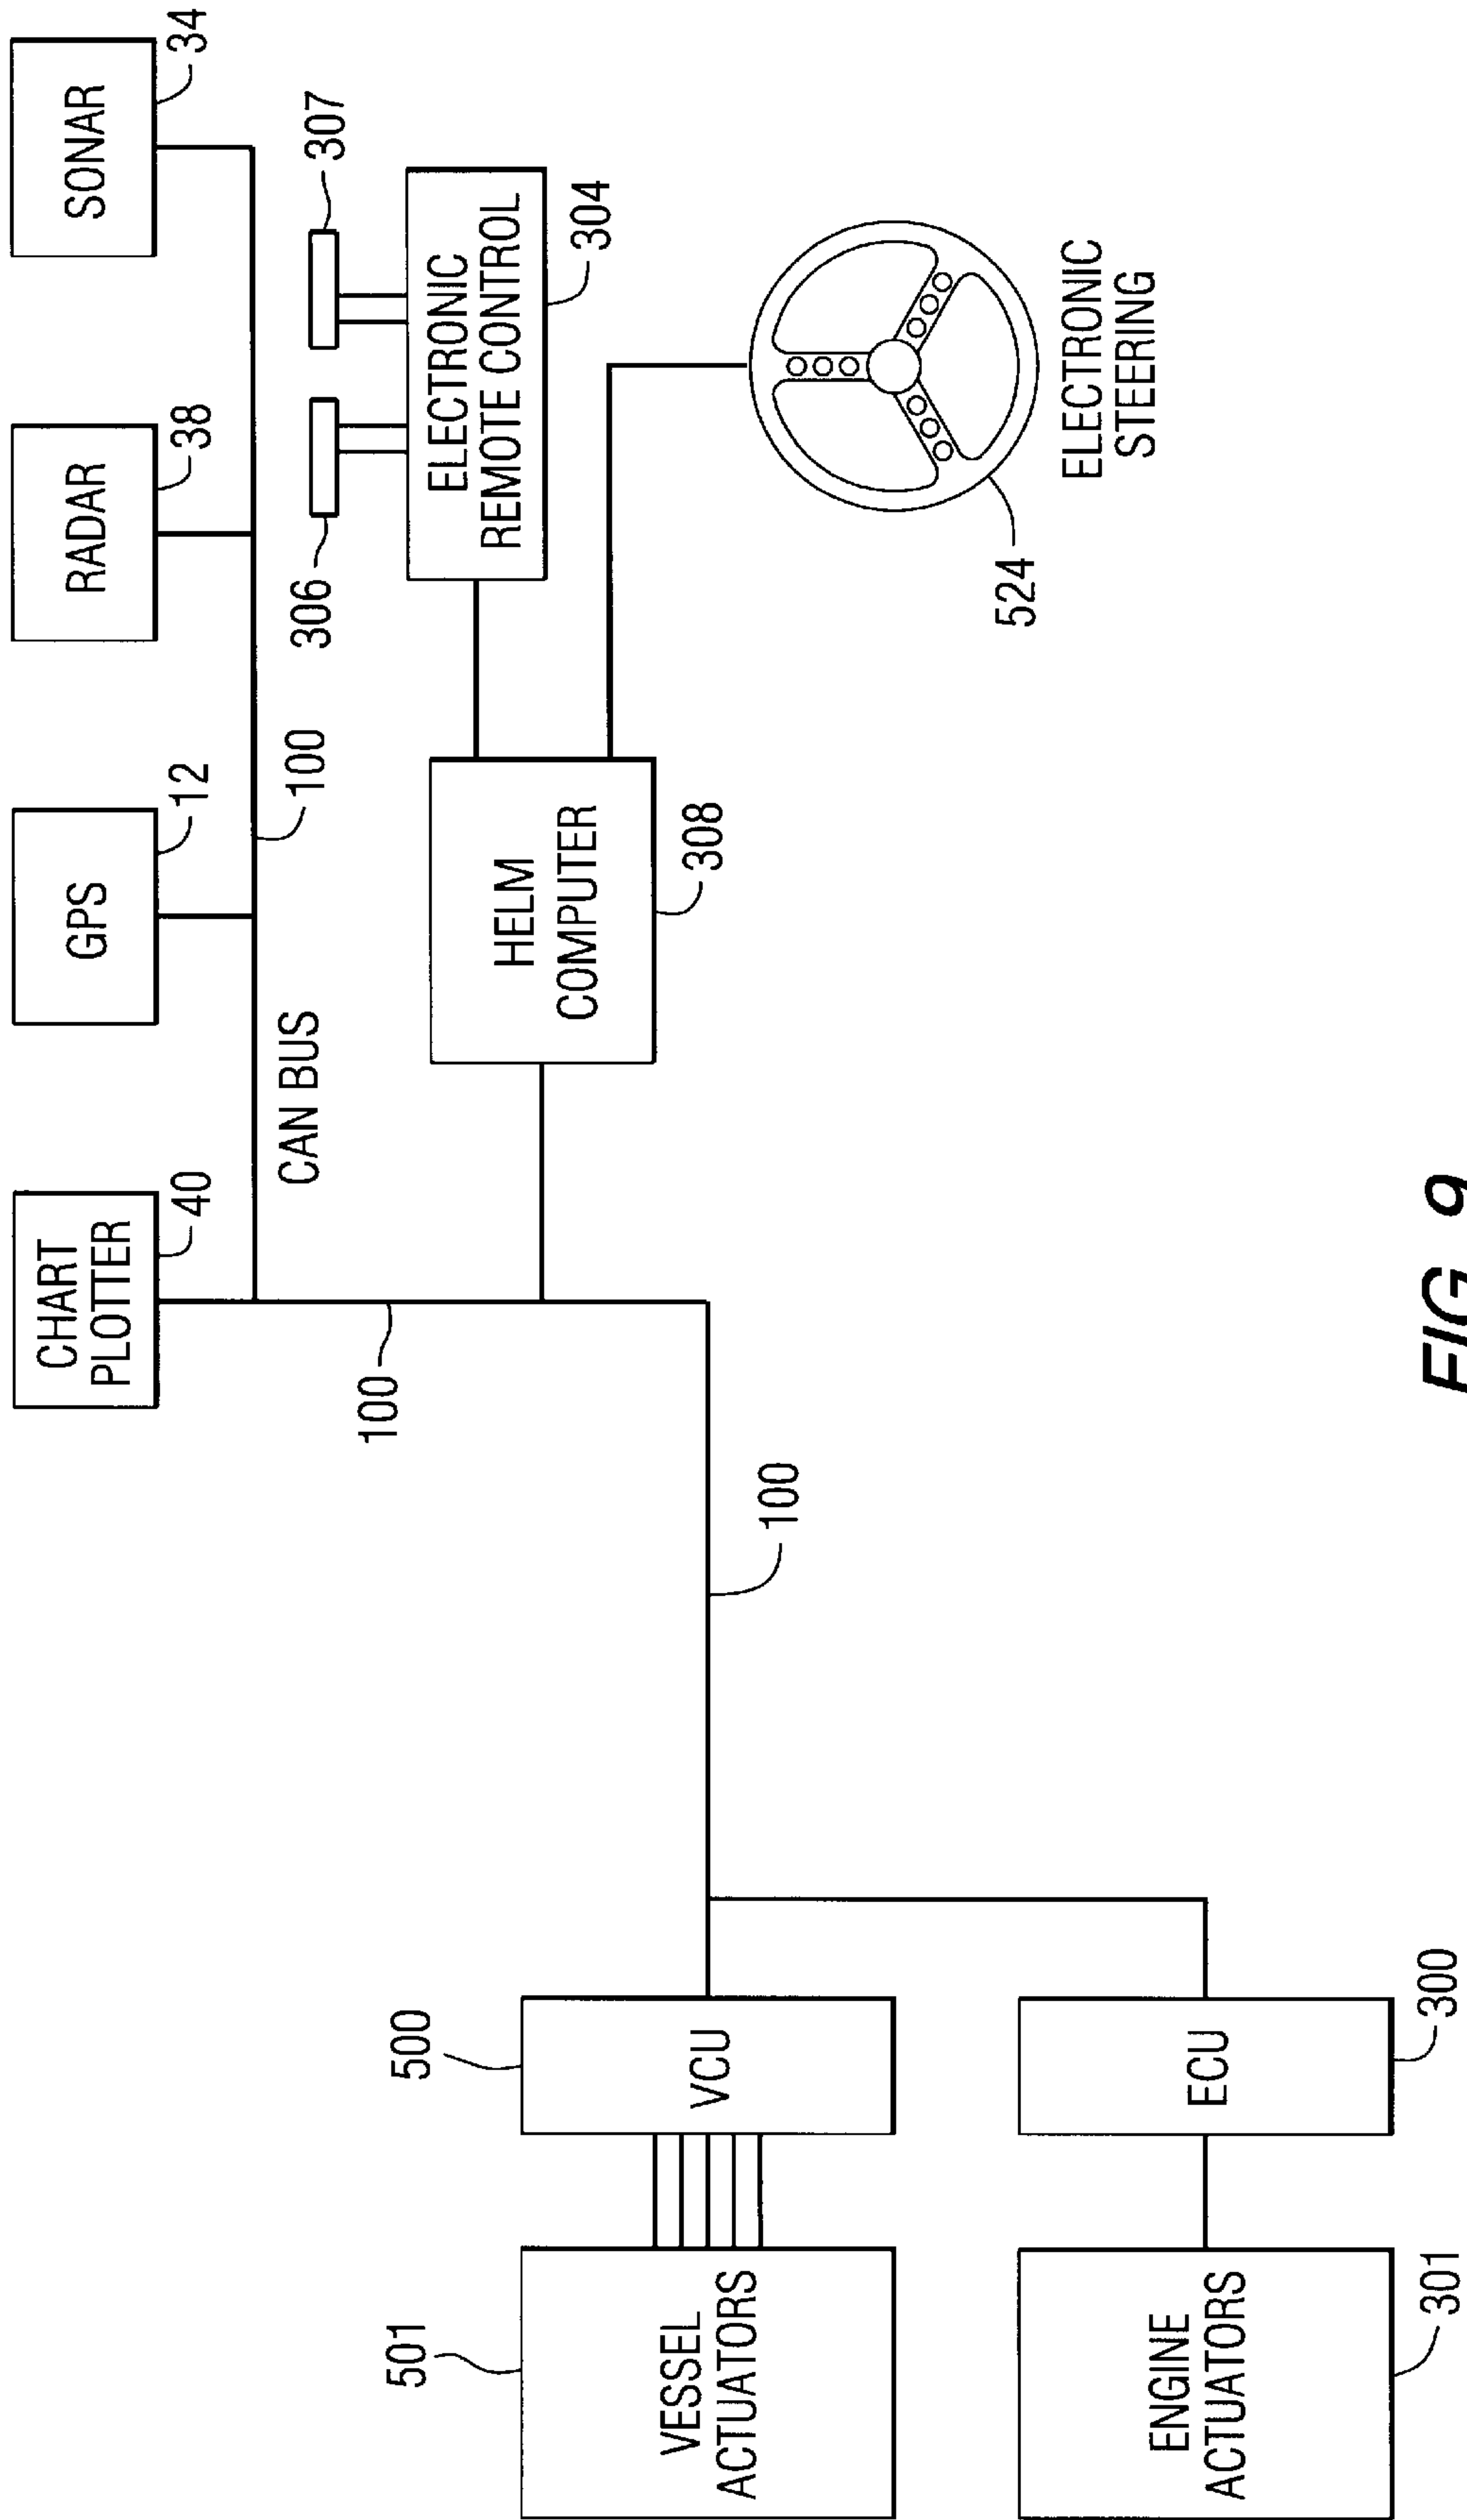 CHART
PLOTTER
40
GPS
12
RADAR
38
SONAR
34
CAN BUS
100
100
100
306
307
ELECTRONIC
REMOTE CONTROL
304
HELM
COMPUTER
308
524
ELECTRONIC
STEERING
500
VCU
501
VESSEL
ACTUATORS
ECU
300
ENGINE
ACTUATORS
301
FIG. 9